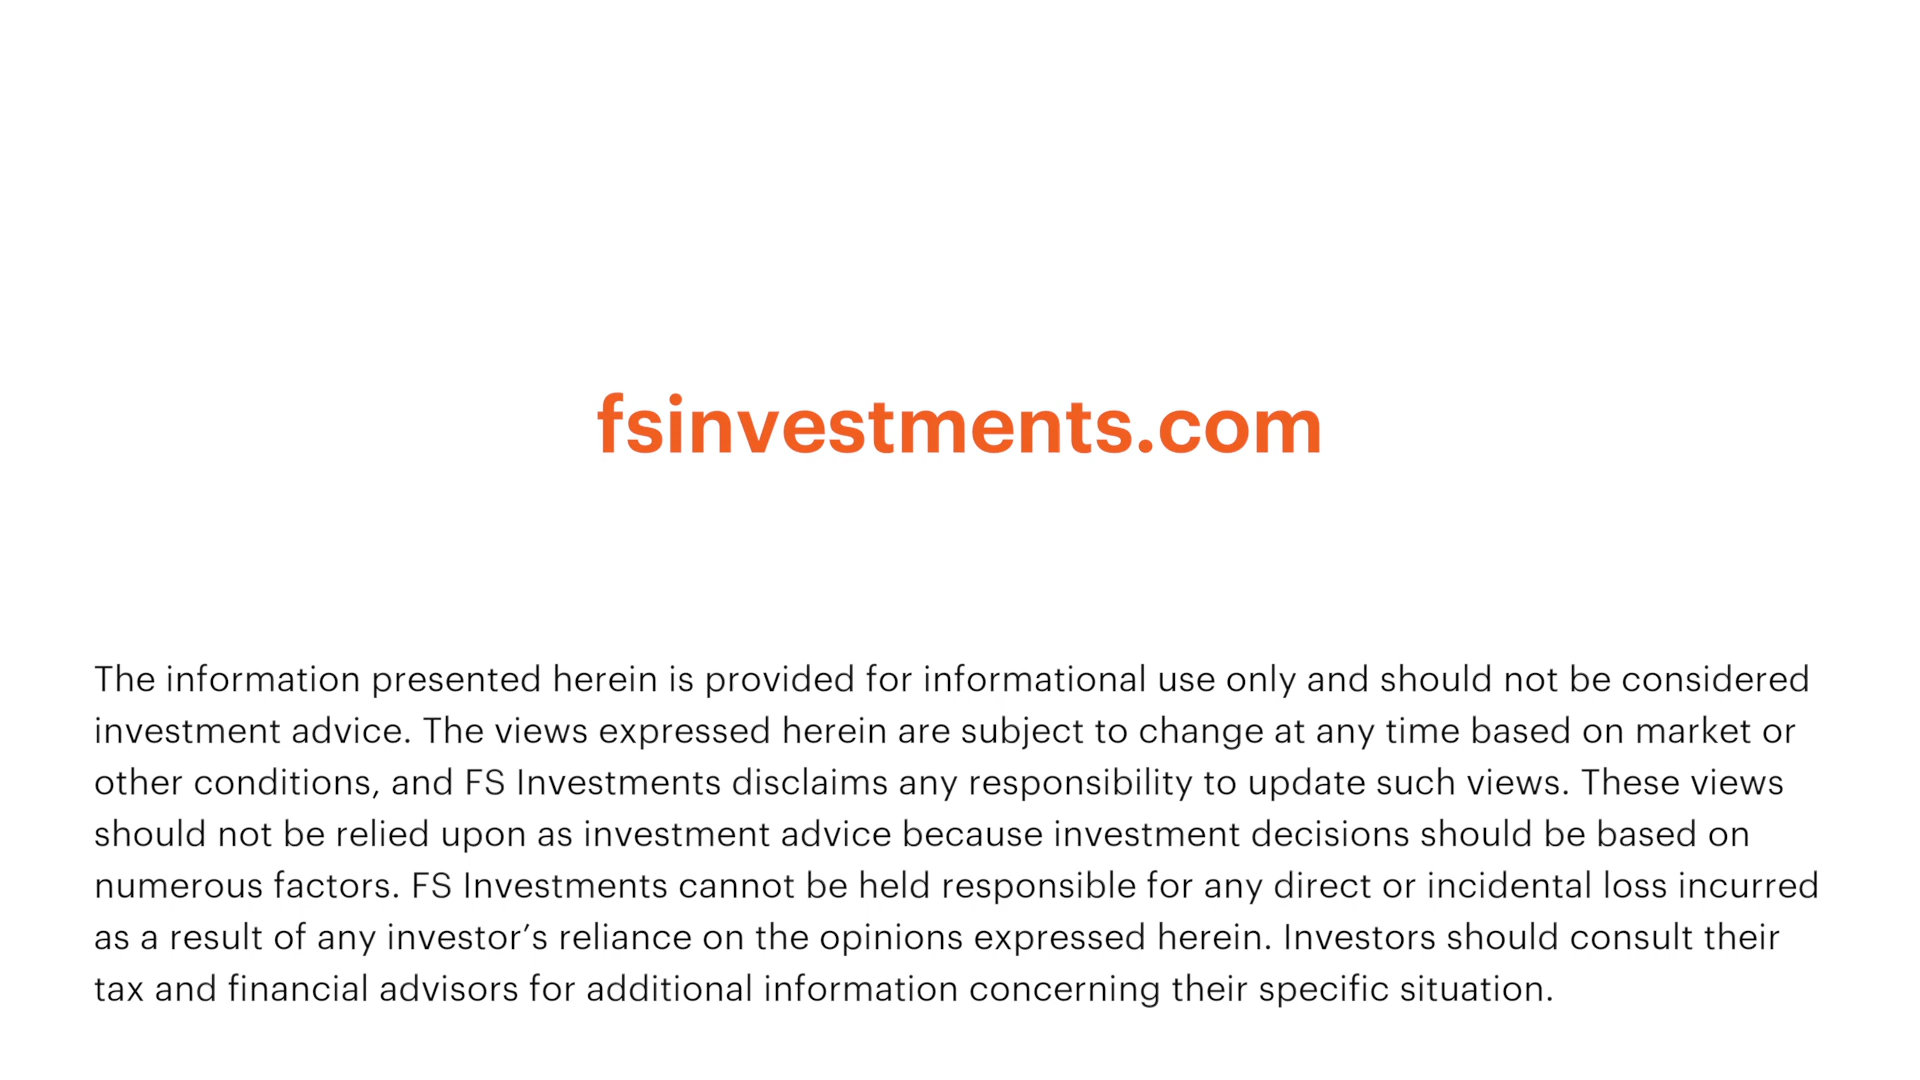 fsinvestments.com
The information presented herein is provided for informational use only and should not be considered
investment advice. The views expressed herein are subject to change at any time based on market or
other conditions, and FS Investments disclaims any responsibility to update such views. These views
should not be relied upon as investment advice because investment decisions should be based on
numerous factors. FS Investments cannot be held responsible for any direct or incidental loss incurred
as a result of any investor’s reliance on the opinions expressed herein. Investors should consult their
tax and financial advisors for additional information concerning their specific situation.